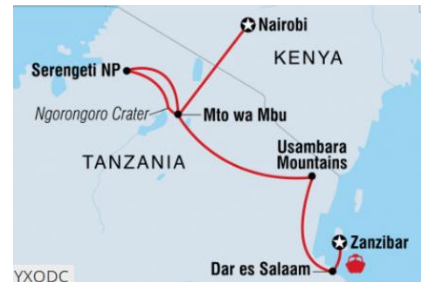 Nairobi
KENYA
Serengeti NP
Ngorongoro Crater
Mto wa Mbu
TANZANIA
Usambara
Mountains
Zanzibar
Dar es Salaam
YXODC